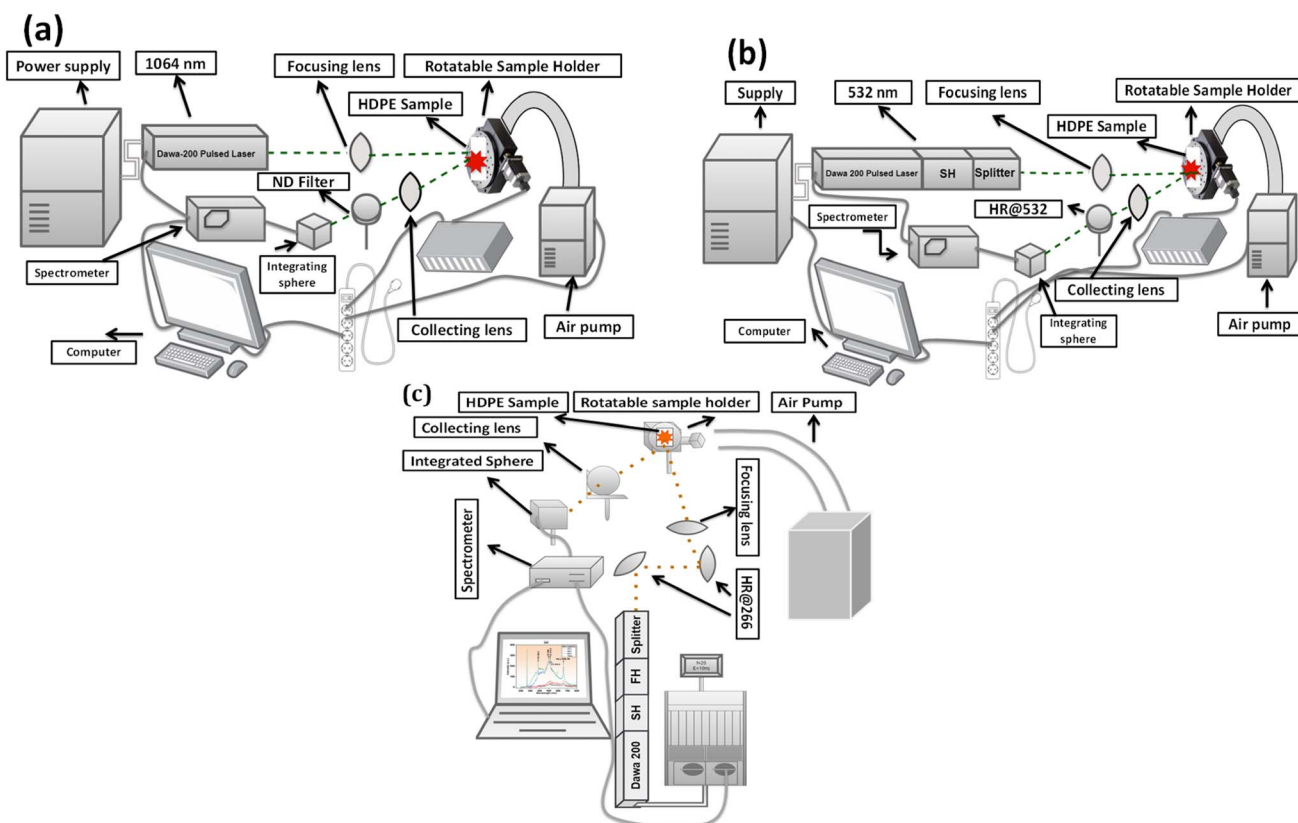 (a)
Power supply
1064 nm
Focusing lens
Rotatable Sample Holder
HDPE Sample
Dawa-200 Pulsed Laser
ND Filter
Spectrometer
Integrating
sphere
Collecting lens
Air pump
Computer
(b)
Supply
532 nm
Focusing lens
Rotatable Sample
Holder
HDPE Sample
Dawa 200 Pulsed Laser
SH
Splitter
Spectrometer
HR@532
Collecting lens
Computer
Integrating
sphere
Air pump
(c)
HDPE Sample
Rotatable sample holder
Air Pump
Collecting lens
Integrated Sphere
Spectrometer
Focusing lens
HR@266
Splitter
FH
SH
Dawa 200